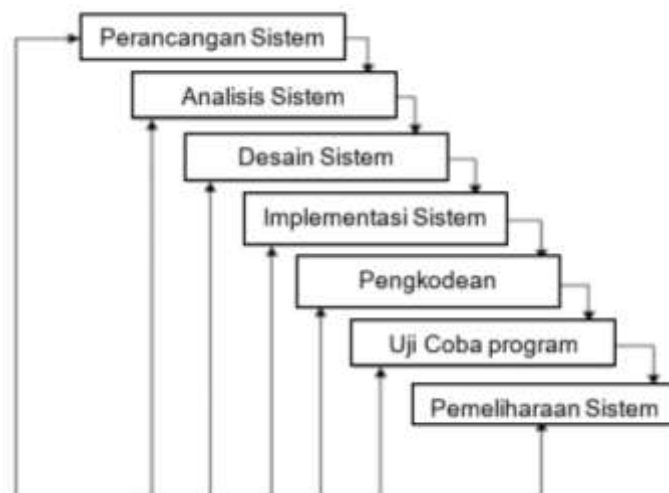 Perancangan Sistem
Analisis Sistem
Desain Sistem
Implementasi Sistem
Pengkodean
Uji Coba program
Pemeliharaan Sistem